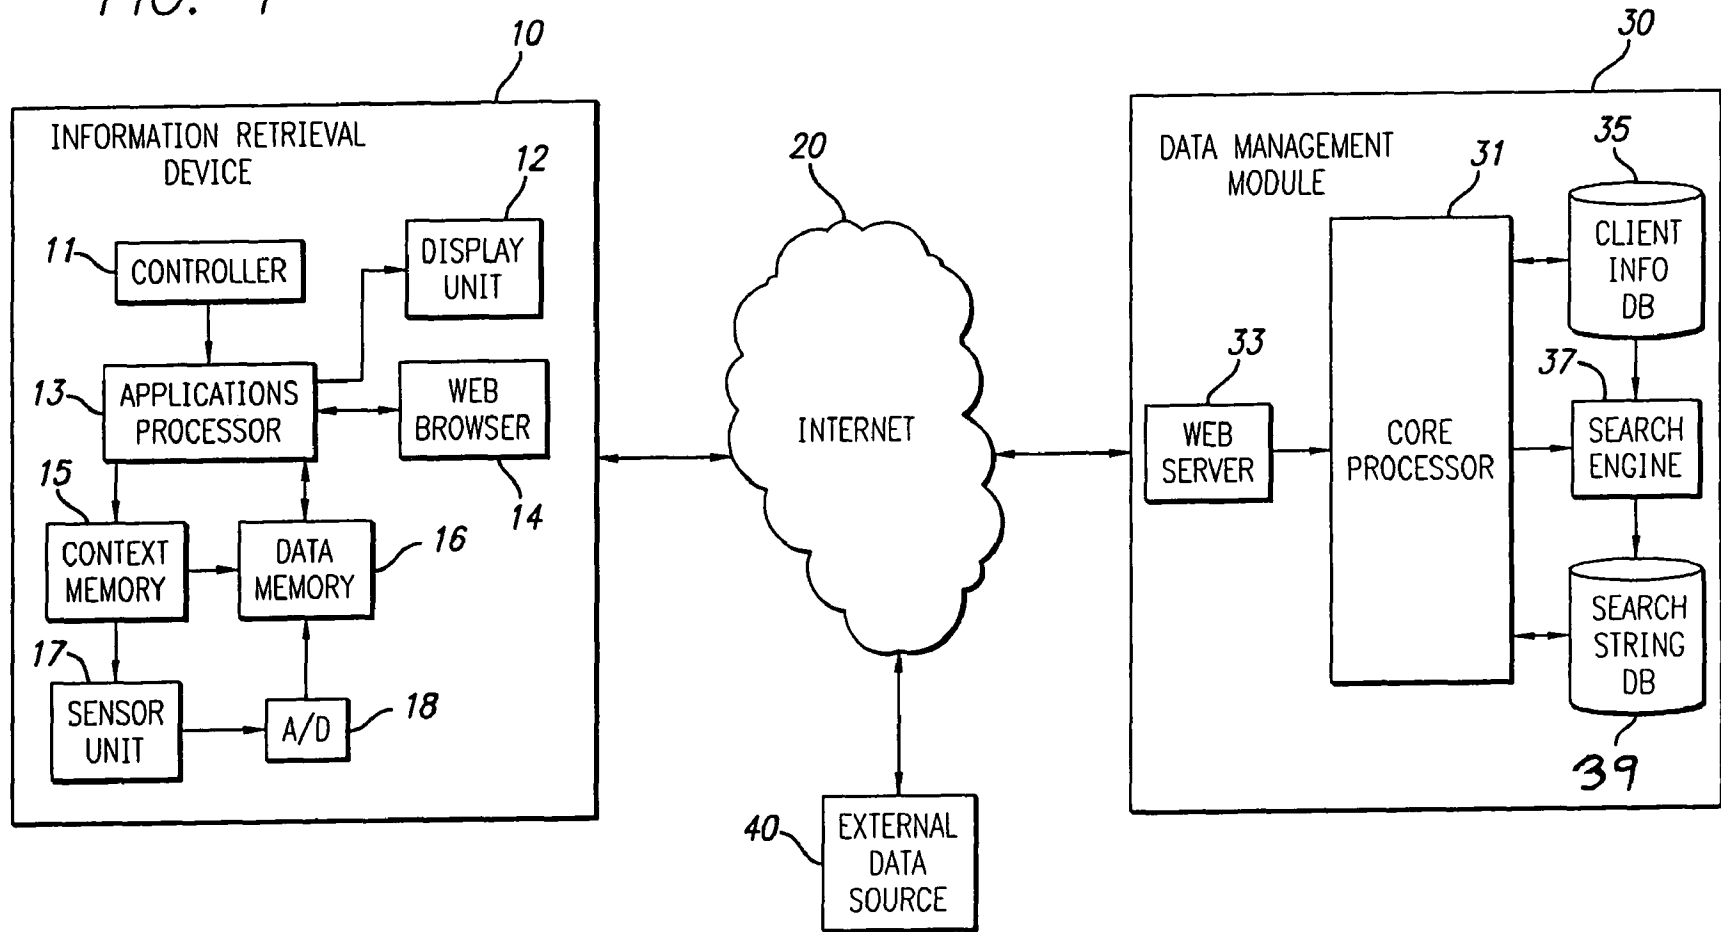 FIG. 1
10
30
INFORMATION RETRIEVAL
DEVICE
12
11
CONTROLLER
DISPLAY
UNIT
13
APPLICATIONS
PROCESSOR
WEB
BROWSER
14
15
CONTEXT
MEMORY
DATA
MEMORY
16
17
SENSOR
UNIT
A/D
18
20
INTERNET
40
EXTERNAL
DATA
SOURCE
DATA MANAGEMENT
MODULE
31
35
CLIENT
INFO
DB
33
WEB
SERVER
CORE
PROCESSOR
37
SEARCH
ENGINE
SEARCH
STRING
DB
39